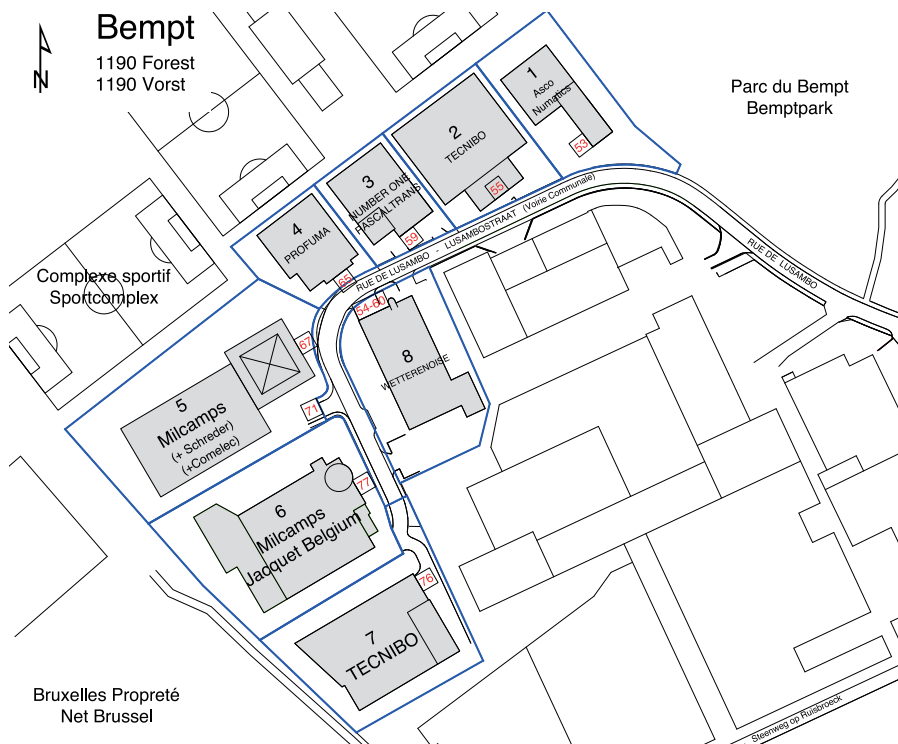 Bempt
1190 Forest
1190 Vorst
N
Parc du Bempt
Bemptpark
1
Asco
Numatics
53
2
TECNIBO
55
3
NUMBER ONE
PASCALTRANS
59
4
PROFUMA
65
RUE DE LUSAMBO - LUSAMBOSTRAAT (Voirie Communale)
RUE DE LUSAMBO
Complexe sportif
Sportcomplex
54-60
8
WETTERENOISE
67
5
Milcamps
(+ Schreder)
(+Comelec)
71
77
6
Milcamps
Jacquet Belgium
76
7
TECNIBO
Bruxelles Propreté
Net Brussel
Steenweg op Ruisbroeck